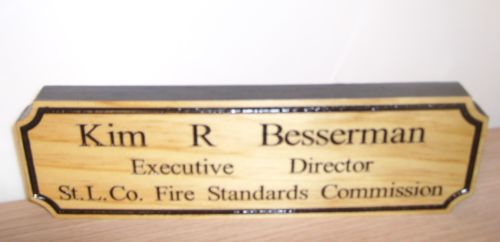 Kim R Besserman
Executive Director
St.L.Co. Fire Standards Commission